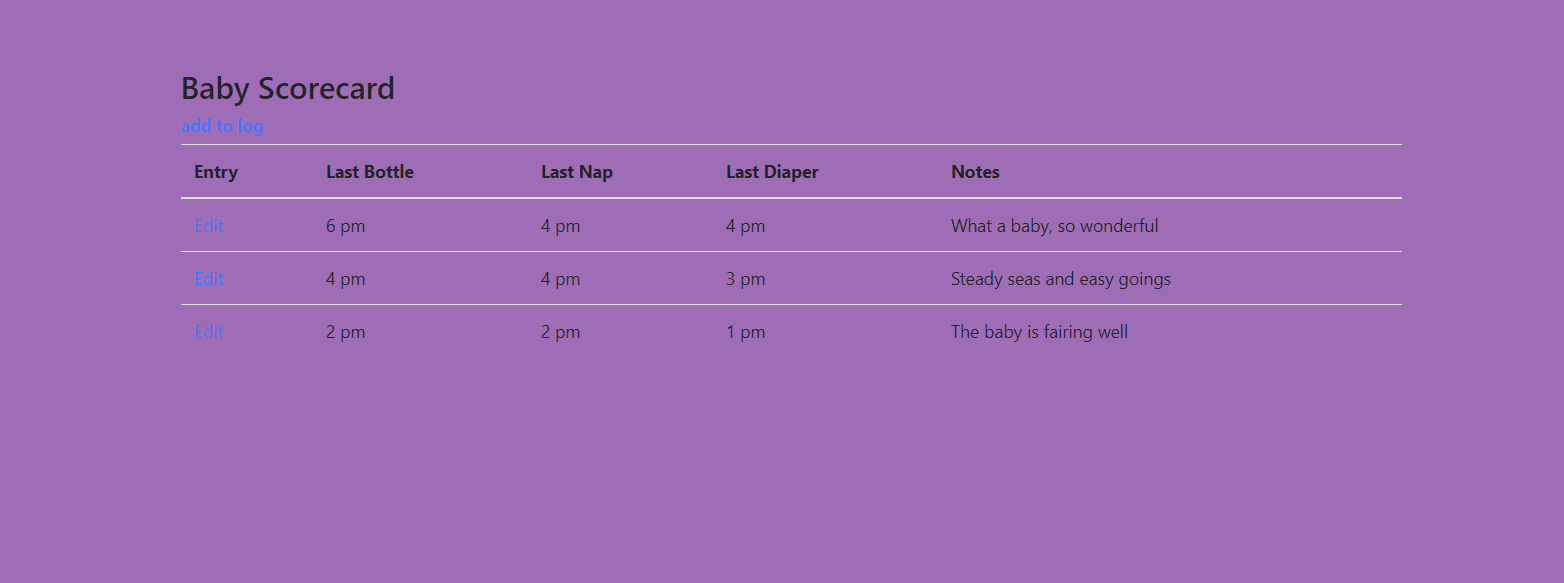 Baby Scorecard
add to log
Entry Last Bottle Last Nap Last Diaper Notes
Edit 6 pm 4 pm 4 pm What a baby, so wonderful
Edit 4 pm 4 pm 3 pm Steady seas and easy goings
Edit 2 pm 2 pm 1 pm The baby is fairing well